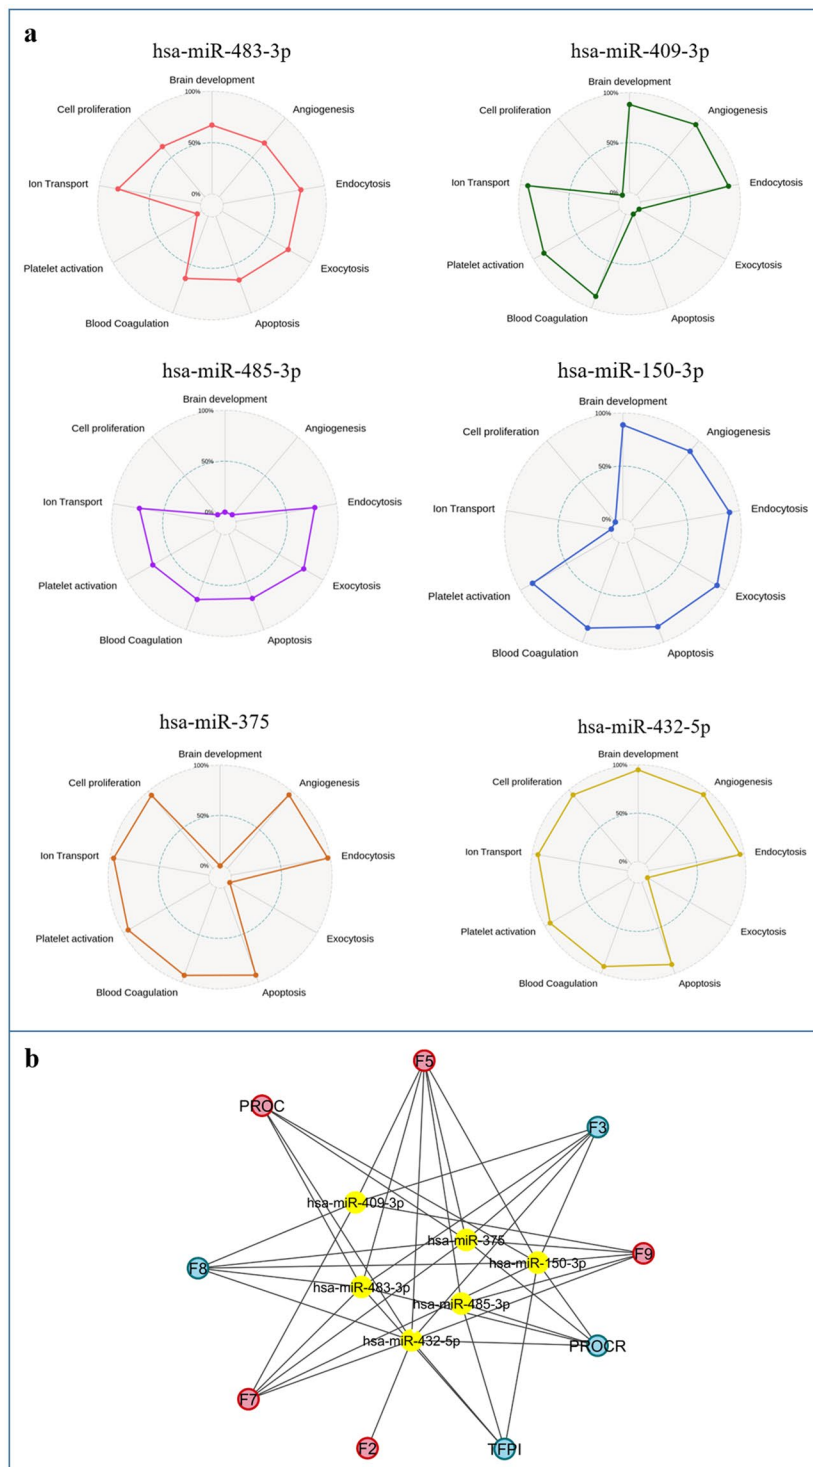 a
hsa-miR-483-3p
Brain development
100%
Cell proliferation
Angiogenesis
50%
Ion Transport
0%
Endocytosis
Platelet activation
Exocytosis
Blood Coagulation
Apoptosis
hsa-miR-409-3p
Brain development
100%
Cell proliferation
Angiogenesis
50%
Ion Transport
0%
Endocytosis
Platelet activation
Exocytosis
Blood Coagulation
Apoptosis
hsa-miR-485-3p
Brain development
100%
Cell proliferation
Angiogenesis
50%
Ion Transport
0%
Endocytosis
Platelet activation
Exocytosis
Blood Coagulation
Apoptosis
hsa-miR-150-3p
Brain development
100%
Cell proliferation
Angiogenesis
50%
Ion Transport
0%
Endocytosis
Platelet activation
Exocytosis
Blood Coagulation
Apoptosis
hsa-miR-375
Brain development
100%
Cell proliferation
Angiogenesis
50%
Ion Transport
0%
Endocytosis
Platelet activation
Exocytosis
Blood Coagulation
Apoptosis
hsa-miR-432-5p
Brain development
100%
Cell proliferation
Angiogenesis
50%
Ion Transport
0%
Endocytosis
Platelet activation
Exocytosis
Blood Coagulation
Apoptosis
b
F5
PROC
F3
hsa-miR-409-3p
hsa-miR-375
F9
hsa-miR-150-3p
F8
hsa-miR-483-3p
hsa-miR-485-3p
hsa-miR-432-5p
PROCR
F7
F2
TFPI